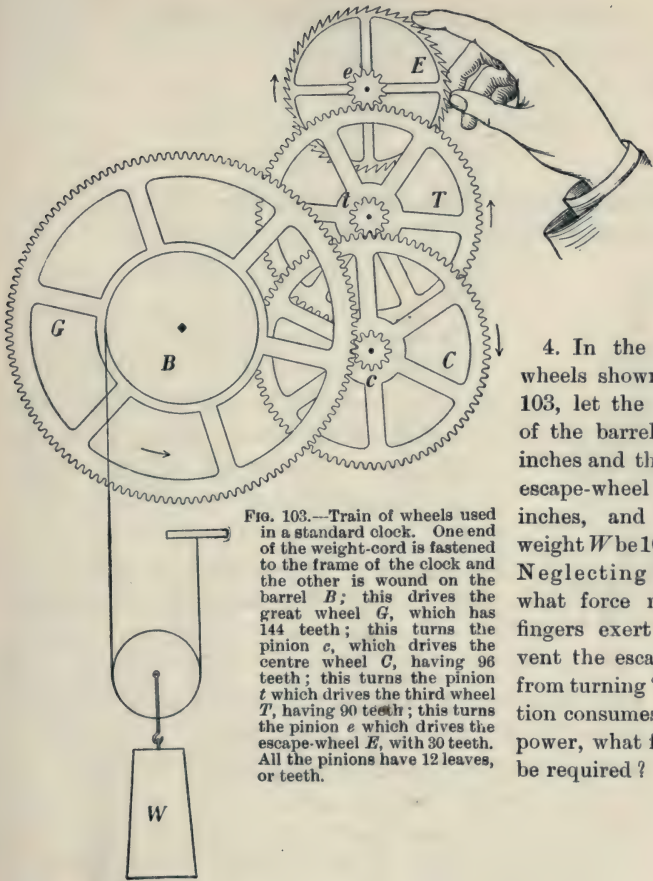 e
E
t
T
G
B
c
C
W
4. In the
wheels shown
103, let the
of the barrel
inches and th
escape-wheel
inches, and
weight W be 10
Neglecting
what force
fingers exert
vent the esca
from turning ?
tion consumes
power, what
be required ?
FIG. 103.—Train of wheels used
in a standard clock. One end
of the weight-cord is fastened
to the frame of the clock and
the other is wound on the
barrel B; this drives the
great wheel G, which has
144 teeth; this turns the
pinion c, which drives the
centre wheel C, having 96
teeth; this turns the pinion
t which drives the third wheel
T, having 90 teeth; this turns
the pinion e which drives the
escape-wheel E, with 30 teeth.
All the pinions have 12 leaves,
or teeth.